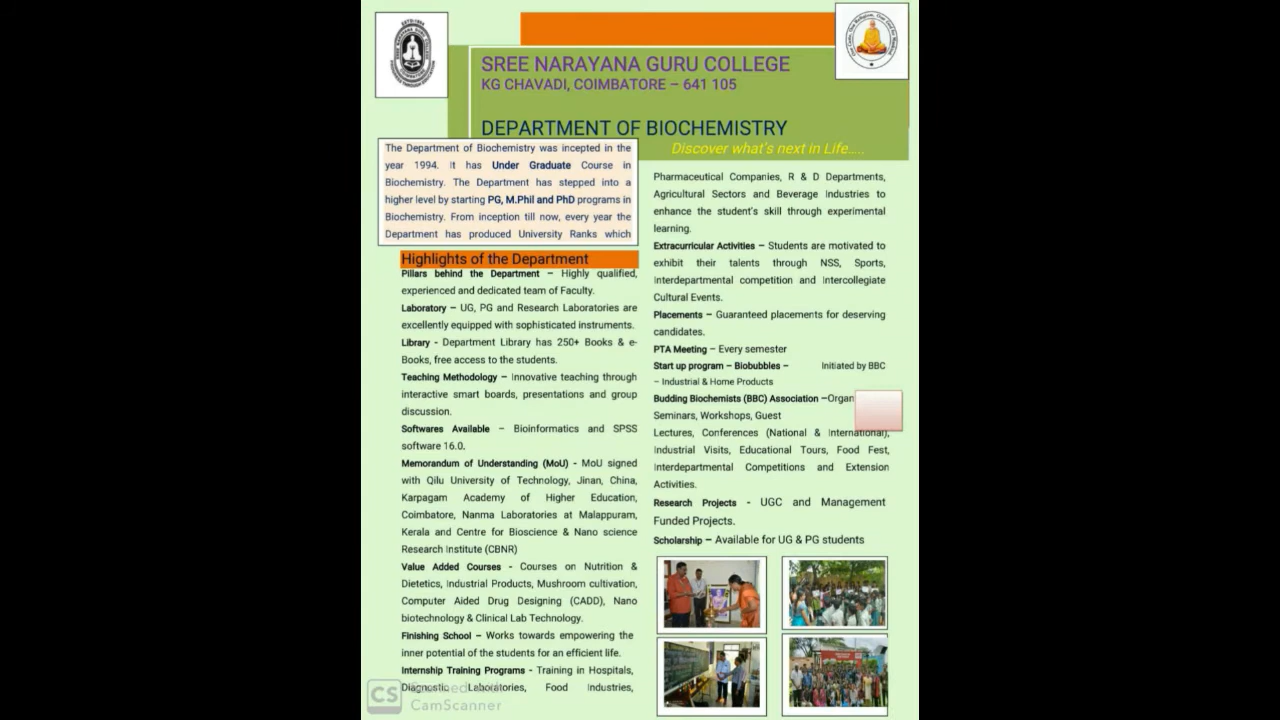 SREE NARAYANA GURU COLLEGE
KG CHAVADI, COIMBATORE – 641 105
DEPARTMENT OF BIOCHEMISTRY
Discover what's next in Life.....
The Department of Biochemistry was incepted in the
year 1994. It has Under Graduate Course in
Biochemistry. The Department has stepped into a
higher level by starting PG, M.Phil and PhD programs in
Biochemistry. From inception till now, every year the
Department has produced University Ranks which
Highlights of the Department
Pillars behind the Department – Highly qualified,
experienced and dedicated team of Faculty.
Laboratory – UG, PG and Research Laboratories are
excellently equipped with sophisticated instruments.
Library - Department Library has 250+ Books & e-
Books, free access to the students.
Teaching Methodology – Innovative teaching through
interactive smart boards, presentations and group
discussion.
Softwares Available – Bioinformatics and SPSS
software 16.0.
Memorandum of Understanding (MoU) - MoU signed
with Qilu University of Technology, Jinan, China,
Karpagam Academy of Higher Education,
Coimbatore, Nanma Laboratories at Malappuram,
Kerala and Centre for Bioscience & Nano science
Research Institute (CBNR)
Value Added Courses - Courses on Nutrition &
Dietetics, Industrial Products, Mushroom cultivation,
Computer Aided Drug Designing (CADD), Nano
biotechnology & Clinical Lab Technology.
Finishing School – Works towards empowering the
inner potential of the students for an efficient life.
Internship Training Programs - Training in Hospitals,
Diagnostic Laboratories, Food Industries,
Pharmaceutical Companies, R & D Departments,
Agricultural Sectors and Beverage Industries to
enhance the student's skill through experimental
learning.
Extracurricular Activities – Students are motivated to
exhibit their talents through NSS, Sports,
Interdepartmental competition and Intercollegiate
Cultural Events.
Placements – Guaranteed placements for deserving
candidates.
PTA Meeting – Every semester
Start up program – Biobubbles – Initiated by BBC
– Industrial & Home Products
Budding Biochemists (BBC) Association –Organ
Seminars, Workshops, Guest
Lectures, Conferences (National & International),
Industrial Visits, Educational Tours, Food Fest,
Interdepartmental Competitions and Extension
Activities.
Research Projects - UGC and Management
Funded Projects.
Scholarship – Available for UG & PG students
CS Scanned with
CamScanner